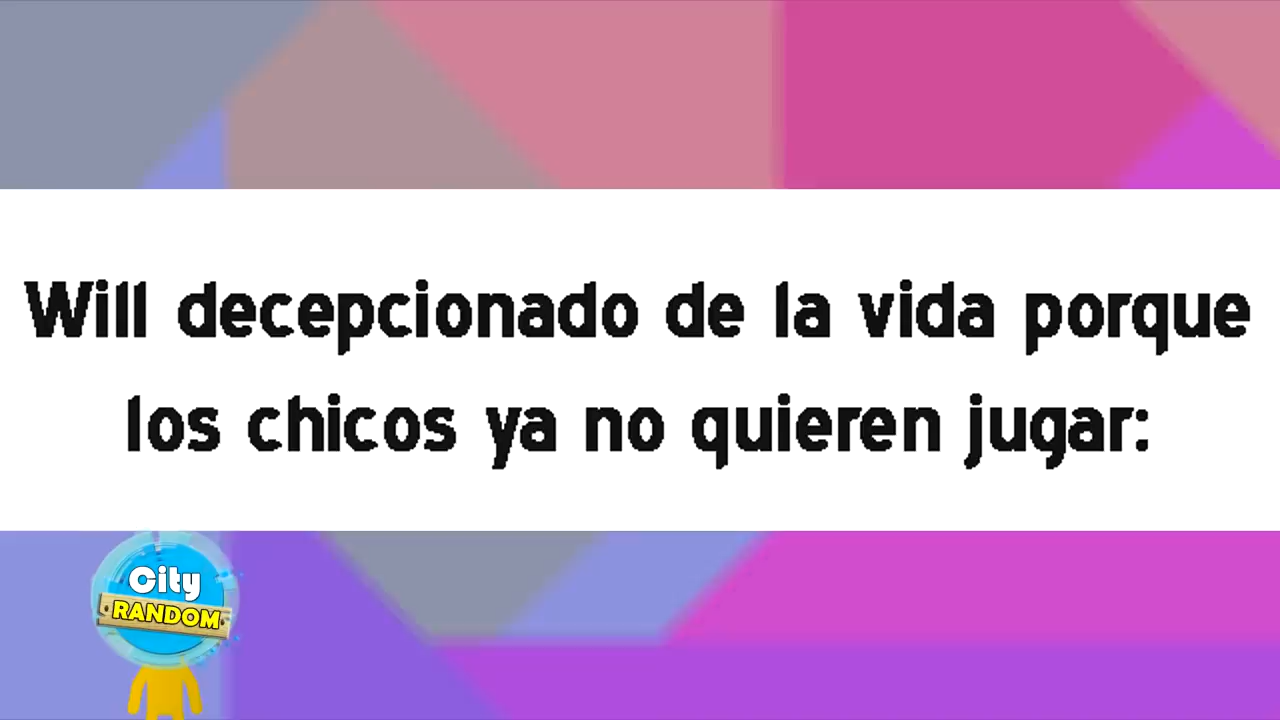 Will decepcionado de la vida porque
los chicos ya no quieren jugar:
City
RANDOM